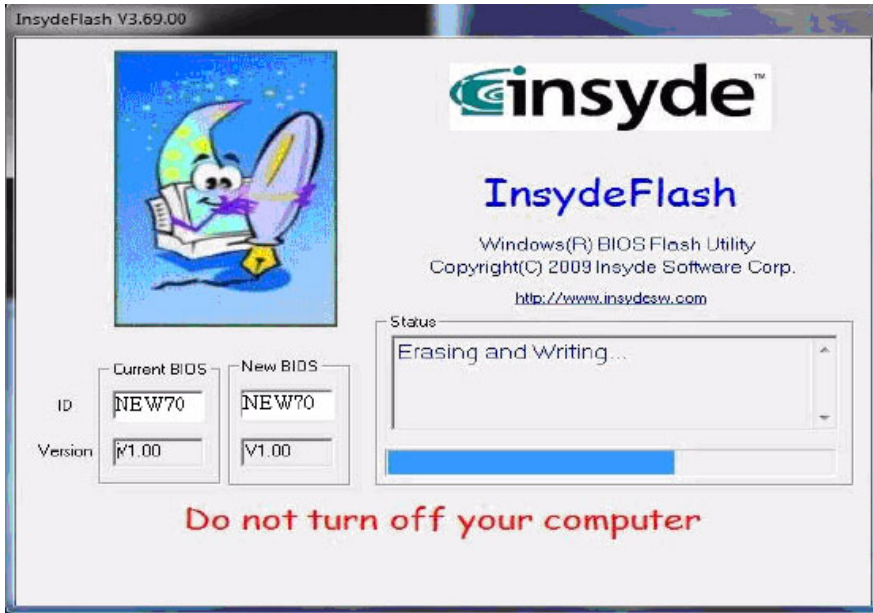 InsydeFlash V3.69.00
insyde™
InsydeFlash
Windows(R) BIOS Flash Utility
Copyright(C) 2009 Insyde Software Corp.
http://www.insydesw.com
Status
Erasing and Writing...
Current BIOS
New BIOS
ID
NEW70
NEW70
Version
V1.00
V1.00
Do not turn off your computer